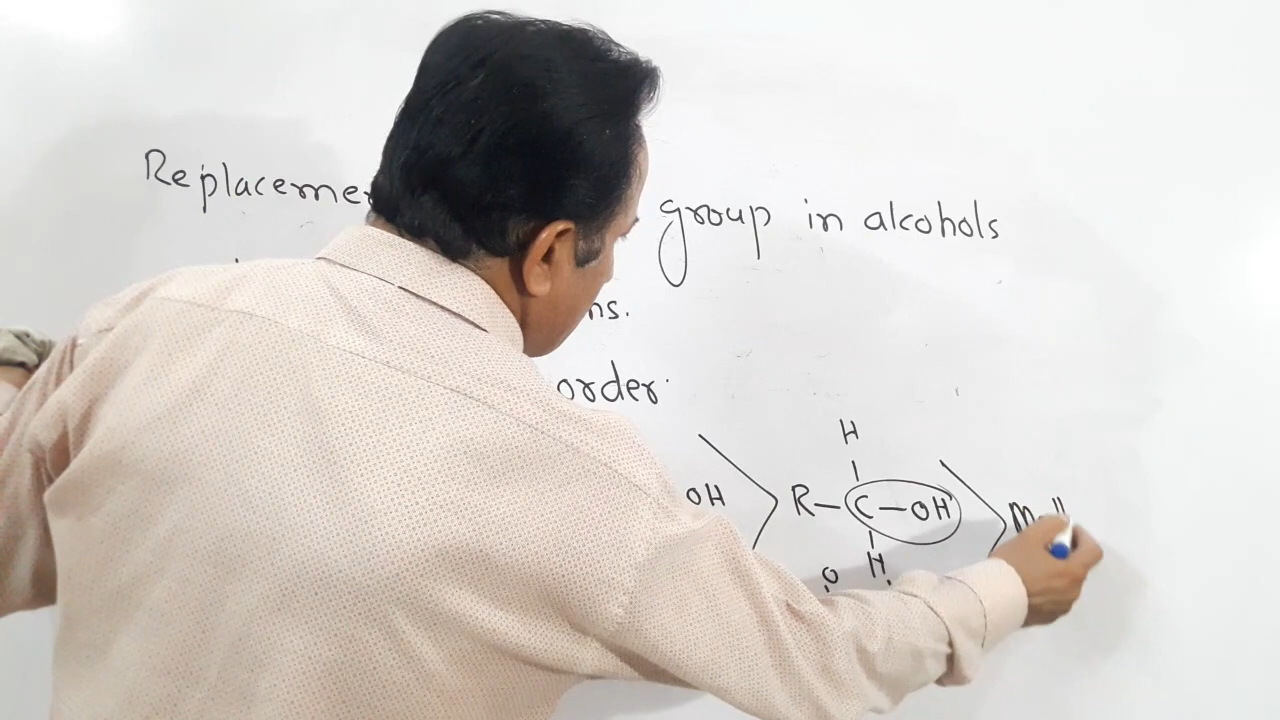 Replaceme group in alcohols
ns.
order.
H
OH > R — C — OH >
H
o